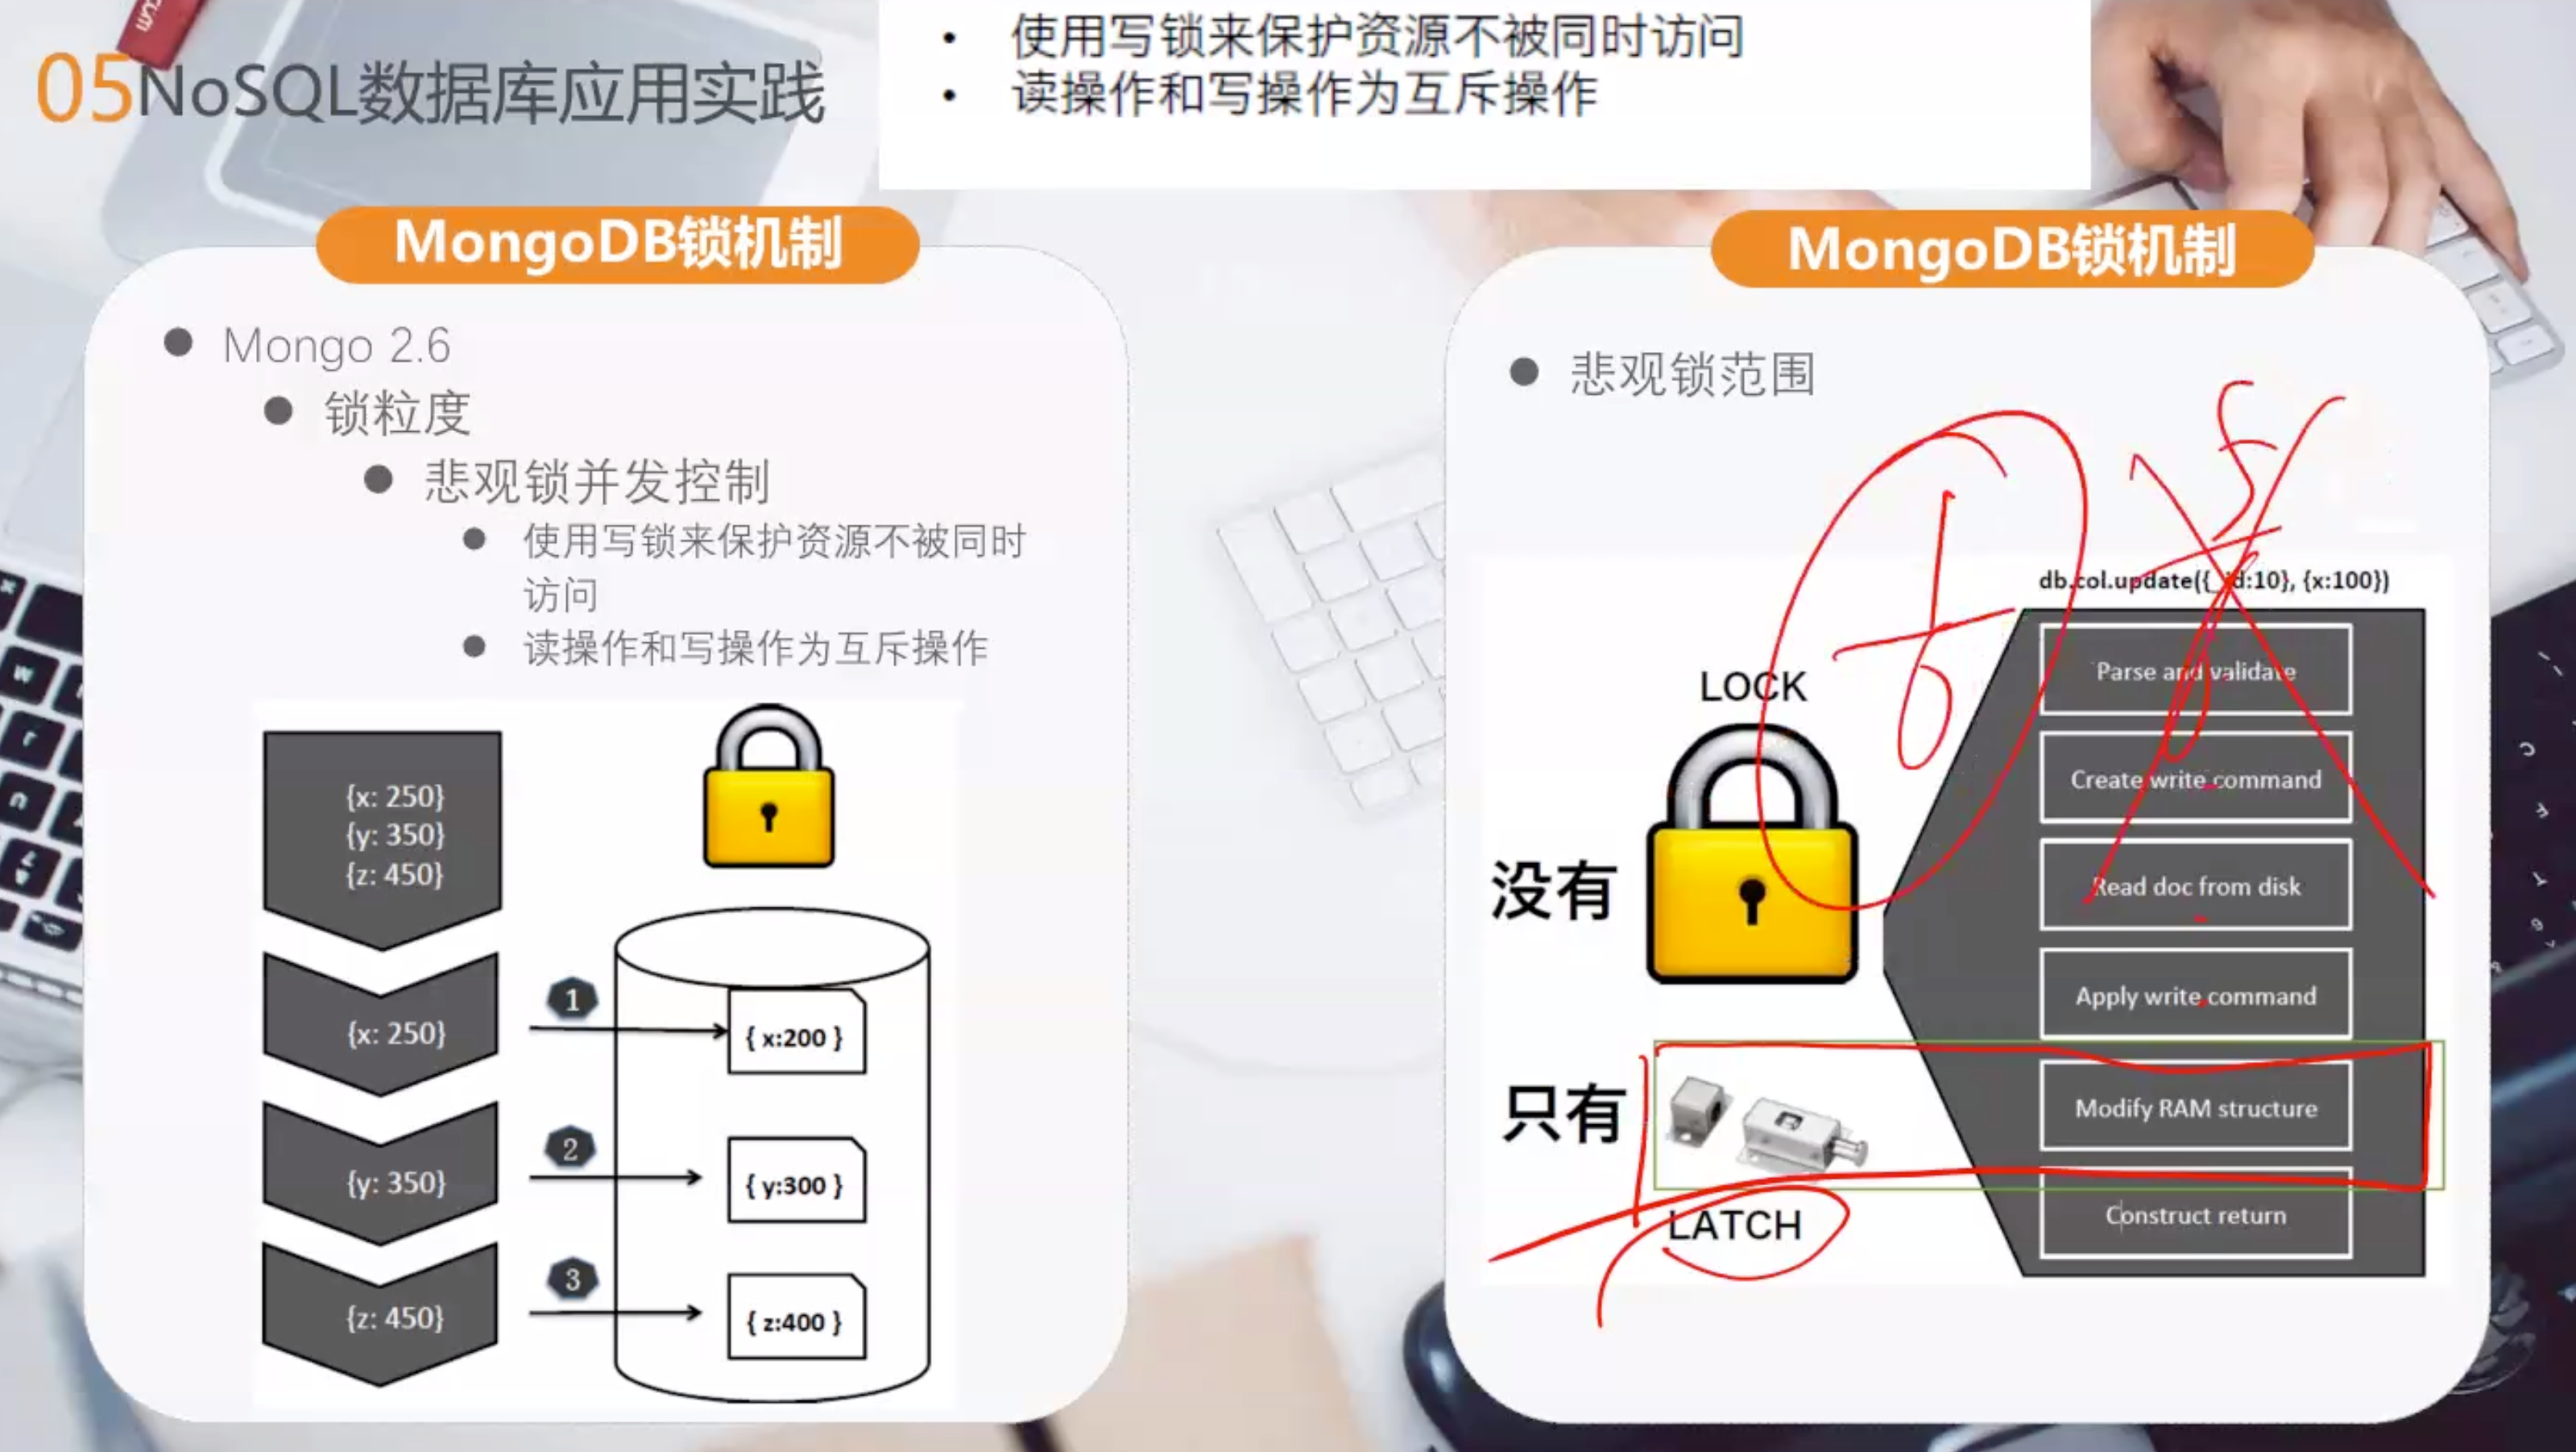 05NoSQL数据库应用实践
• 使用写锁来保护资源不被同时访问
• 读操作和写操作为互斥操作
MongoDB锁机制
● Mongo 2.6
● 锁粒度
● 悲观锁并发控制
● 使用写锁来保护资源不被同时
访问
● 读操作和写操作为互斥操作
{x: 250}
{y: 350}
{z: 450}
{x: 250}
{y: 350}
{z: 450}
1
2
3
{ x:200 }
{ y:300 }
{ z:400 }
MongoDB锁机制
● 悲观锁范围
db.col.update({_id:10}, {x:100})
LOCK
没有
只有
LATCH
Parse and validate
Create write command
Read doc from disk
Apply write command
Modify RAM structure
Construct return